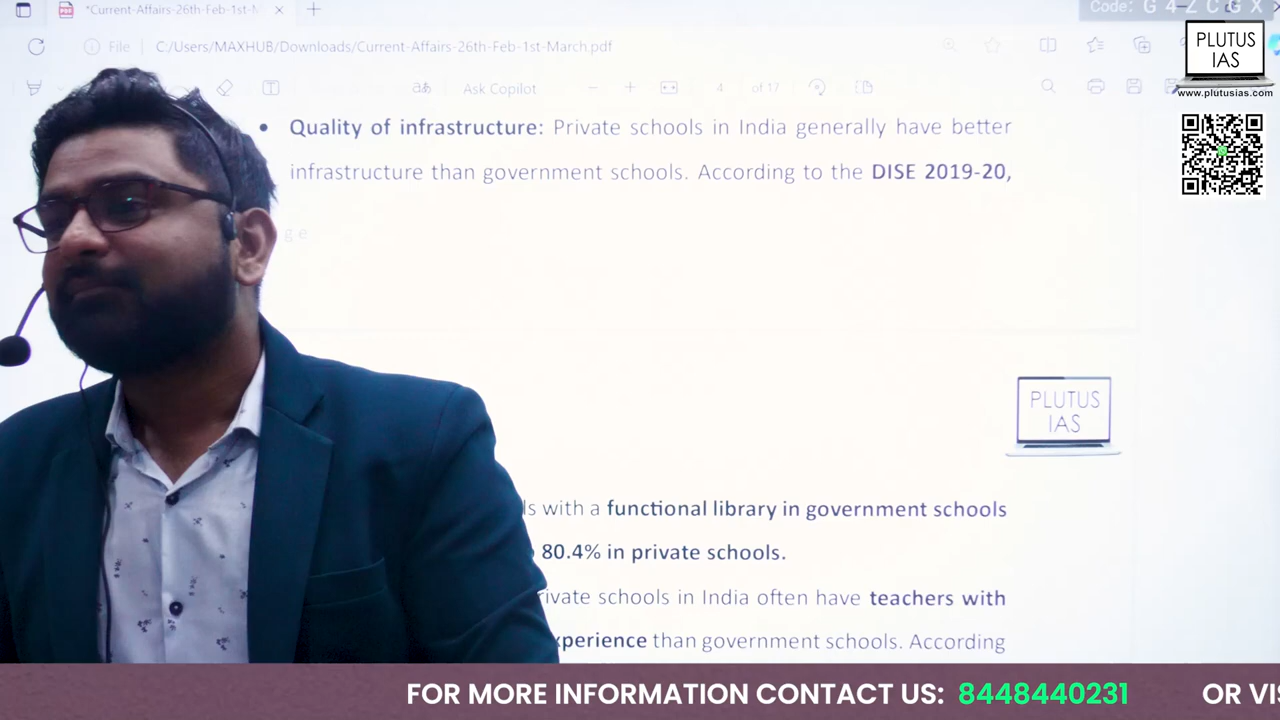 *Current-Affairs-26th-Feb-1st-M
Code: G 4 Z C G X
File C:/Users/MAXHUB/Downloads/Current-Affairs-26th-Feb-1st-March.pdf
PLUTUS
IAS
www.plutusias.com
Ask Copilot 4 of 17
• Quality of infrastructure: Private schools in India generally have better
infrastructure than government schools. According to the DISE 2019-20,
g e
PLUTUS
IAS
ls with a functional library in government schools
80.4% in private schools.
rivate schools in India often have teachers with
xperience than government schools. According
FOR MORE INFORMATION CONTACT US: 8448440231 OR VIS